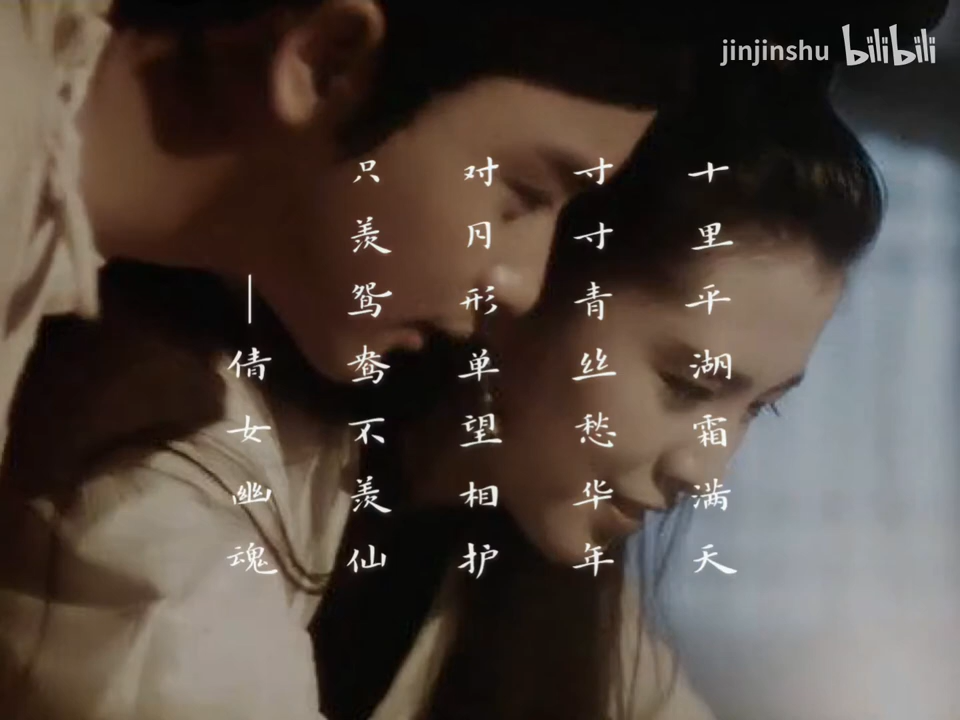 jinjinshu bilibili
十里平湖霜满天
寸寸青丝愁华年
对月形单望相护
只羡鸳鸯不羡仙
—倩女幽魂